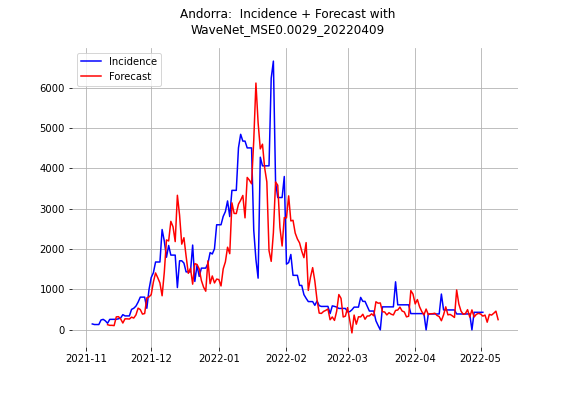 Andorra:  Incidence + Forecast with
WaveNet_MSE0.0029_20220409
Incidence
Forecast
6000
5000
4000
3000
2000
1000
0
2021-11 2021-12 2022-01 2022-02 2022-03 2022-04 2022-05